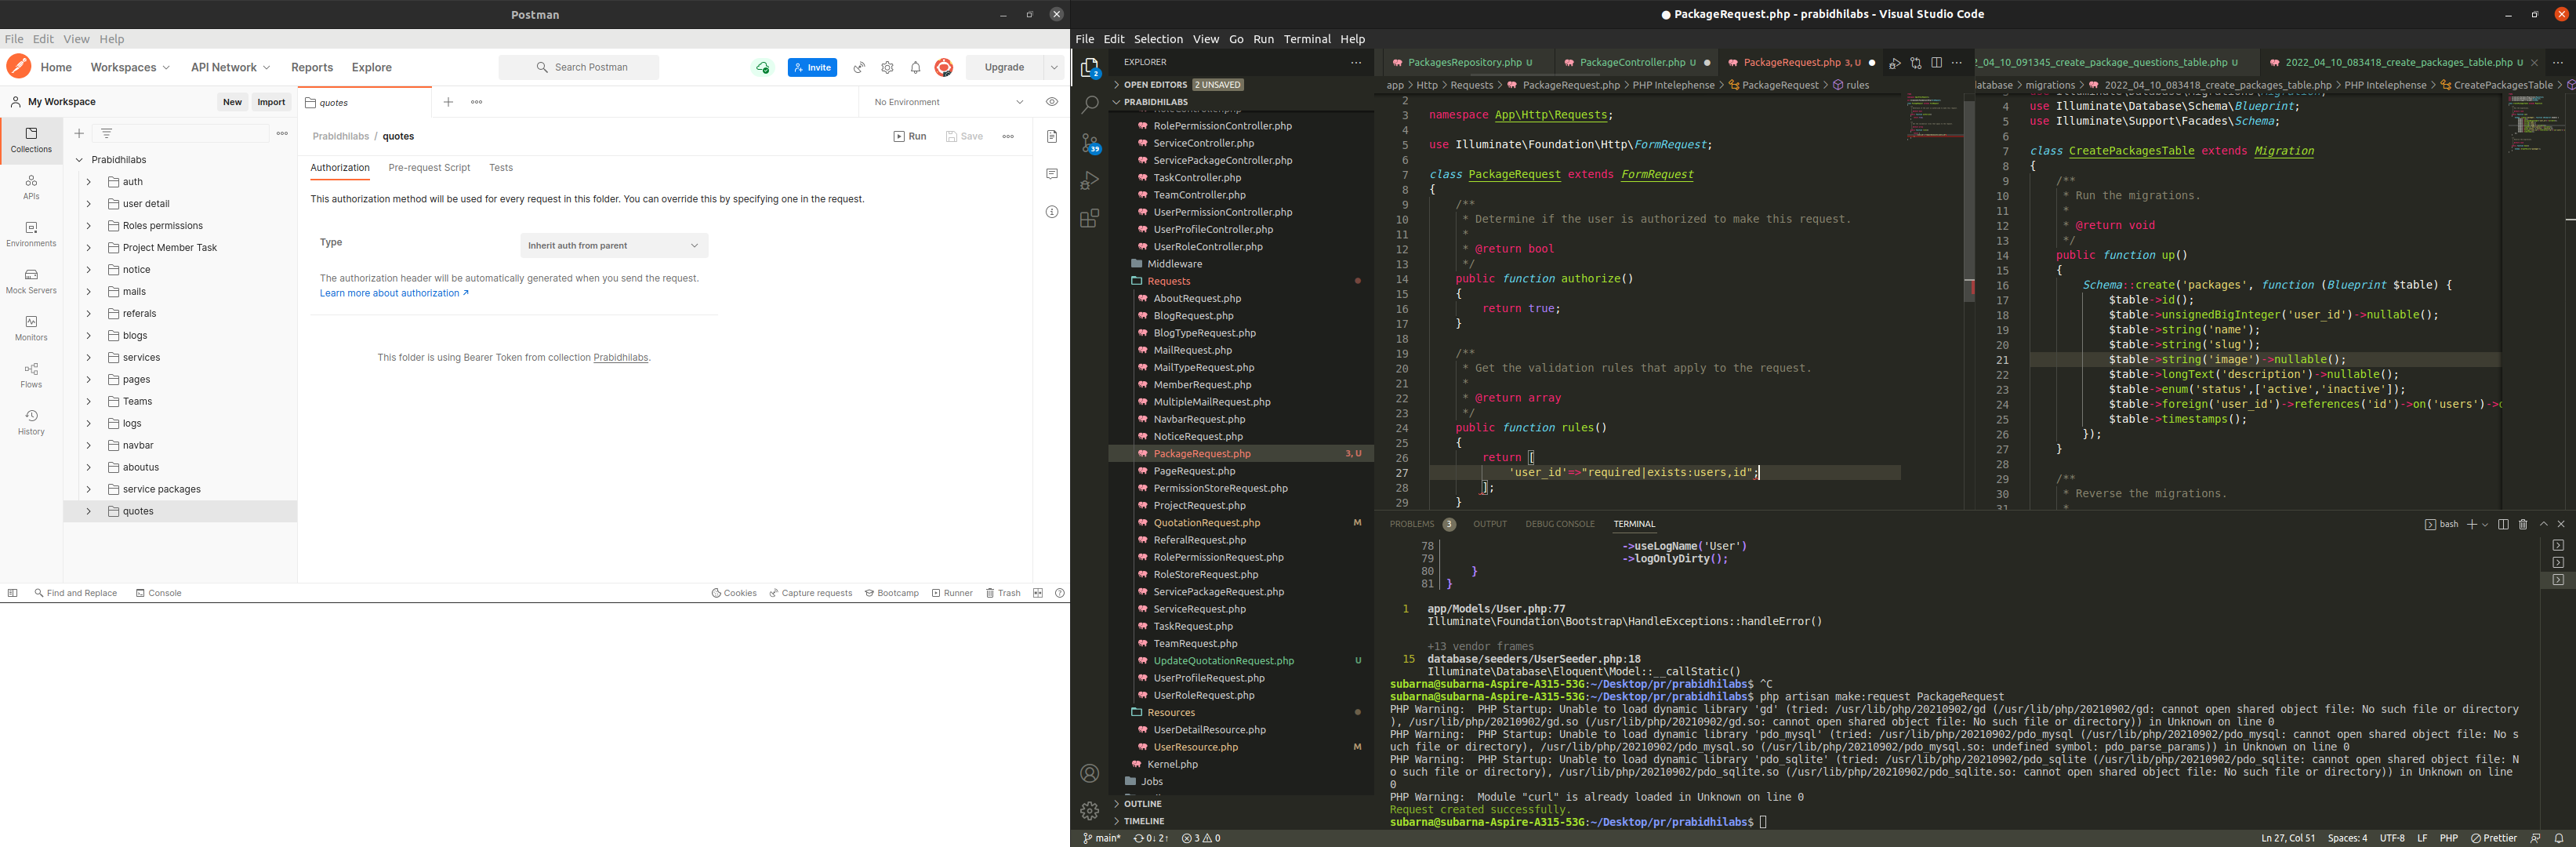 Postman
File Edit View Help
Home Workspaces API Network Reports Explore
Search Postman
Invite
Upgrade
My Workspace
New Import
quotes
No Environment
Collections
APIs
Environments
Mock Servers
Monitors
Flows
History
Prabidhilabs
auth
user detail
Roles permissions
Project Member Task
notice
mails
referals
blogs
services
pages
Teams
logs
navbar
aboutus
service packages
quotes
Prabidhilabs / quotes
Run Save
Authorization Pre-request Script Tests
This authorization method will be used for every request in this folder. You can override this by specifying one in the request.
Type
Inherit auth from parent
The authorization header will be automatically generated when you send the request.
Learn more about authorization ↗
This folder is using Bearer Token from collection Prabidhilabs.
Find and Replace Console
Cookies Capture requests Bootcamp Runner Trash
● PackageRequest.php - prabidhilabs - Visual Studio Code
File Edit Selection View Go Run Terminal Help
2
39
EXPLORER
OPEN EDITORS 2 UNSAVED
PRABIDHILABS
RolePermissionController.php
ServiceController.php
ServicePackageController.php
TaskController.php
TeamController.php
UserPermissionController.php
UserProfileController.php
UserRoleController.php
Middleware
Requests
AboutRequest.php
BlogRequest.php
BlogTypeRequest.php
MailRequest.php
MailTypeRequest.php
MemberRequest.php
MultipleMailRequest.php
NavbarRequest.php
NoticeRequest.php
PackageRequest.php 3, U
PageRequest.php
PermissionStoreRequest.php
ProjectRequest.php
QuotationRequest.php M
ReferalRequest.php
RolePermissionRequest.php
RoleStoreRequest.php
ServicePackageRequest.php
ServiceRequest.php
TaskRequest.php
TeamRequest.php
UpdateQuotationRequest.php U
UserProfileRequest.php
UserRoleRequest.php
Resources
UserDetailResource.php
UserResource.php M
Kernel.php
Jobs
OUTLINE
TIMELINE
PackagesRepository.php U PackageController.php U ● PackageRequest.php 3, U ●
app > Http > Requests > PackageRequest.php > PHP Intelephense > PackageRequest > rules
2
3 namespace App\Http\Requests;
4
5 use Illuminate\Foundation\Http\FormRequest;
6
7 class PackageRequest extends FormRequest
8 {
9 /**
10 * Determine if the user is authorized to make this request.
11 *
12 * @return bool
13 */
14 public function authorize()
15 {
16 return true;
17 }
18
19 /**
20 * Get the validation rules that apply to the request.
21 *
22 * @return array
23 */
24 public function rules()
25 {
26 return [
27 'user_id'=>"required|exists:users,id";
28 ];
29 }
2_04_10_091345_create_package_questions_table.php U 2022_04_10_083418_create_packages_table.php U
database > migrations > 2022_04_10_083418_create_packages_table.php > PHP Intelephense > CreatePackagesTable >
4 use Illuminate\Database\Schema\Blueprint;
5 use Illuminate\Support\Facades\Schema;
6
7 class CreatePackagesTable extends Migration
8 {
9 /**
10 * Run the migrations.
11 *
12 * @return void
13 */
14 public function up()
15 {
16 Schema::create('packages', function (Blueprint $table) {
17 $table->id();
18 $table->unsignedBigInteger('user_id')->nullable();
19 $table->string('name');
20 $table->string('slug');
21 $table->string('image')->nullable();
22 $table->longText('description')->nullable();
23 $table->enum('status',['active','inactive']);
24 $table->foreign('user_id')->references('id')->on('users')->
25 $table->timestamps();
26 });
27 }
28
29 /**
30 * Reverse the migrations.
31 *
PROBLEMS 3 OUTPUT DEBUG CONSOLE TERMINAL
bash
78 ->useLogName('User')
79 ->logOnlyDirty();
80 }
81 }
1 app/Models/User.php:77
Illuminate\Foundation\Bootstrap\HandleExceptions::handleError()
+13 vendor frames
15 database/seeders/UserSeeder.php:18
Illuminate\Database\Eloquent\Model::__callStatic()
subarna@subarna-Aspire-A315-53G:~/Desktop/pr/prabidhilabs$ ^C
subarna@subarna-Aspire-A315-53G:~/Desktop/pr/prabidhilabs$ php artisan make:request PackageRequest
PHP Warning: PHP Startup: Unable to load dynamic library 'gd' (tried: /usr/lib/php/20210902/gd (/usr/lib/php/20210902/gd: cannot open shared object file: No such file or directory
), /usr/lib/php/20210902/gd.so (/usr/lib/php/20210902/gd.so: cannot open shared object file: No such file or directory)) in Unknown on line 0
PHP Warning: PHP Startup: Unable to load dynamic library 'pdo_mysql' (tried: /usr/lib/php/20210902/pdo_mysql (/usr/lib/php/20210902/pdo_mysql: cannot open shared object file: No s
uch file or directory), /usr/lib/php/20210902/pdo_mysql.so (/usr/lib/php/20210902/pdo_mysql.so: undefined symbol: pdo_parse_params)) in Unknown on line 0
PHP Warning: PHP Startup: Unable to load dynamic library 'pdo_sqlite' (tried: /usr/lib/php/20210902/pdo_sqlite (/usr/lib/php/20210902/pdo_sqlite: cannot open shared object file: N
o such file or directory), /usr/lib/php/20210902/pdo_sqlite.so (/usr/lib/php/20210902/pdo_sqlite.so: cannot open shared object file: No such file or directory)) in Unknown on line
0
PHP Warning: Module "curl" is already loaded in Unknown on line 0
Request created successfully.
subarna@subarna-Aspire-A315-53G:~/Desktop/pr/prabidhilabs$
main* 0↓ 2↑ 3 0
Ln 27, Col 51 Spaces: 4 UTF-8 LF PHP Prettier